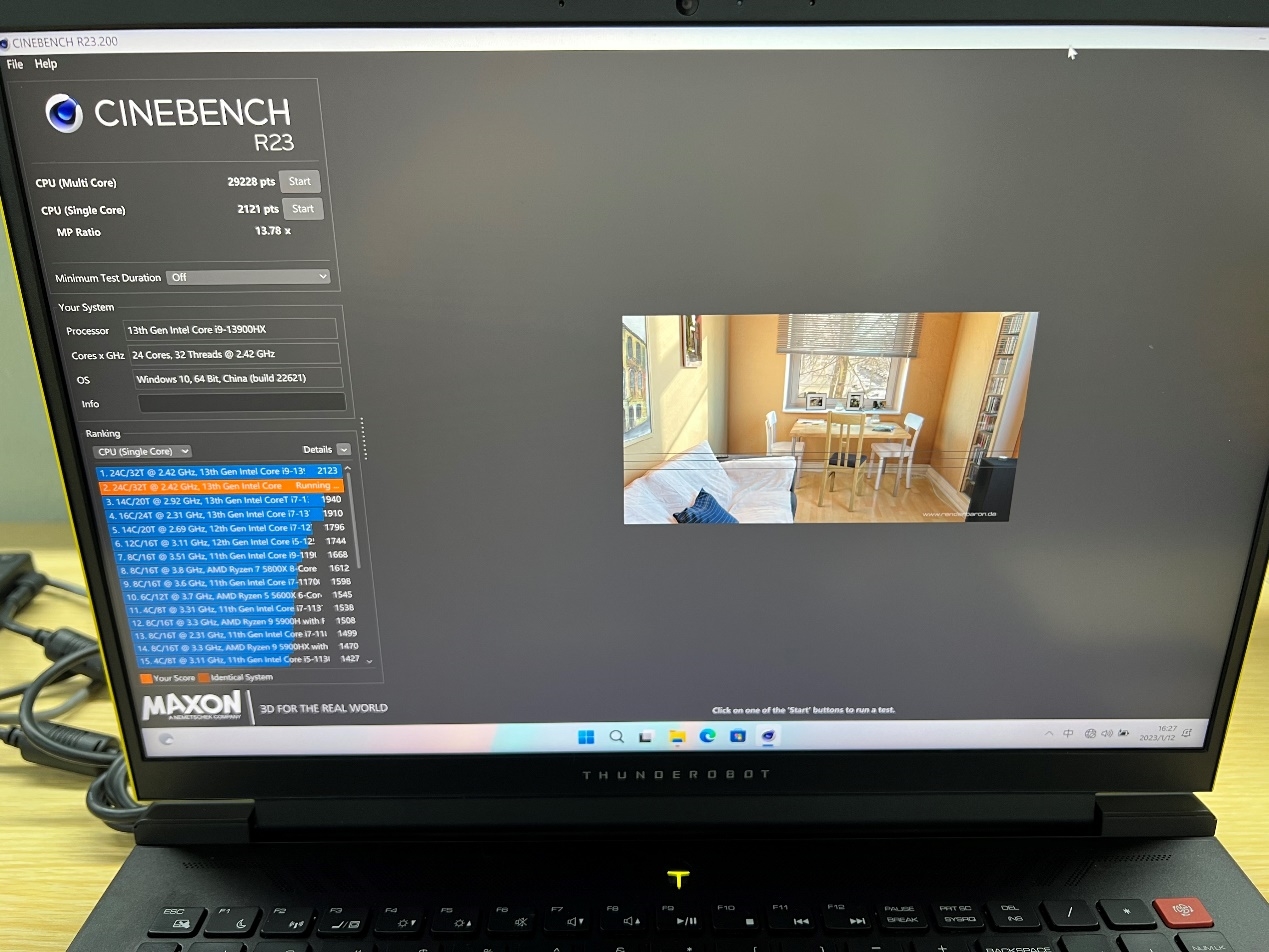 CINEBENCH R23.200
File Help
CINEBENCH
R23
CPU (Multi Core) 29228 pts Start
CPU (Single Core) 2121 pts Start
MP Ratio 13.78 x
Minimum Test Duration Off
Your System
Processor 13th Gen Intel Core i9-13900HX
Cores x GHz 24 Cores, 32 Threads @ 2.42 GHz
OS Windows 10, 64 Bit, China (build 22621)
Info
Ranking
CPU (Single Core) Details
1. 24C/32T @ 2.42 GHz, 13th Gen Intel Core i9-13 2123
2. 24C/32T @ 2.42 GHz, 13th Gen Intel Core Running ...
3. 14C/20T @ 2.92 GHz, 13th Gen Intel CoreT i7-1 1940
4. 16C/24T @ 2.31 GHz, 13th Gen Intel Core i7-13 1910
5. 14C/20T @ 2.69 GHz, 12th Gen Intel Core i7-12 1796
6. 12C/16T @ 3.11 GHz, 12th Gen Intel Core i5-12 1744
7. 8C/16T @ 3.51 GHz, 11th Gen Intel Core i9-119 1668
8. 8C/16T @ 3.8 GHz, AMD Ryzen 7 5800X 8-Core 1612
9. 8C/16T @ 3.6 GHz, 11th Gen Intel Core i7-1170 1598
10. 6C/12T @ 3.7 GHz, AMD Ryzen 5 5600X 6-Cor 1545
11. 4C/8T @ 3.31 GHz, 11th Gen Intel Core i7-113 1538
12. 8C/16T @ 3.3 GHz, AMD Ryzen 9 5900H with 1508
13. 8C/16T @ 2.31 GHz, 11th Gen Intel Core i7-11 1499
14. 8C/16T @ 3.3 GHz, AMD Ryzen 9 5900HX with 1470
15. 4C/8T @ 3.11 GHz, 11th Gen Intel Core i5-113 1427
Your Score Identical System
MAXON
A NEMETSCHEK COMPANY
3D FOR THE REAL WORLD
www.renderbaron.de
Click on one of the 'Start' buttons to run a test.
中 16:27
2023/1/12
THUNDEROBOT
ESC F1 F2 F3 F4 F5 F6 F7 F8 F9 F10 F11 F12 PAUSE BREAK PRT SC SYSRQ DEL INS / *
BACKSPACE NUMLK